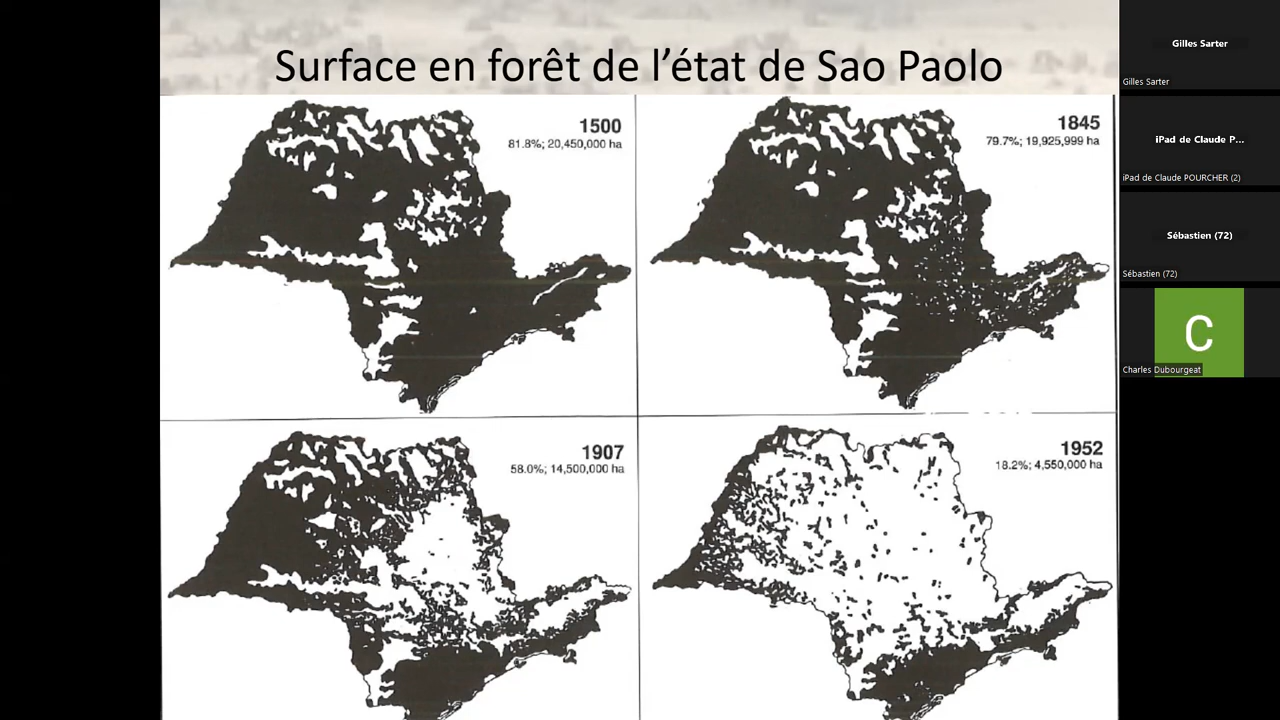 Surface en forêt de l'état de Sao Paolo
1500
81.8%; 20,450,000 ha
1845
79.7%; 19,925,999 ha
1907
58.0%; 14,500,000 ha
1952
18.2%; 4,550,000 ha
Gilles Sarter
Gilles Sarter
iPad de Claude P...
iPad de Claude POURCHER (2)
Sébastien (72)
Sébastien (72)
C
Charles Dubourgeat